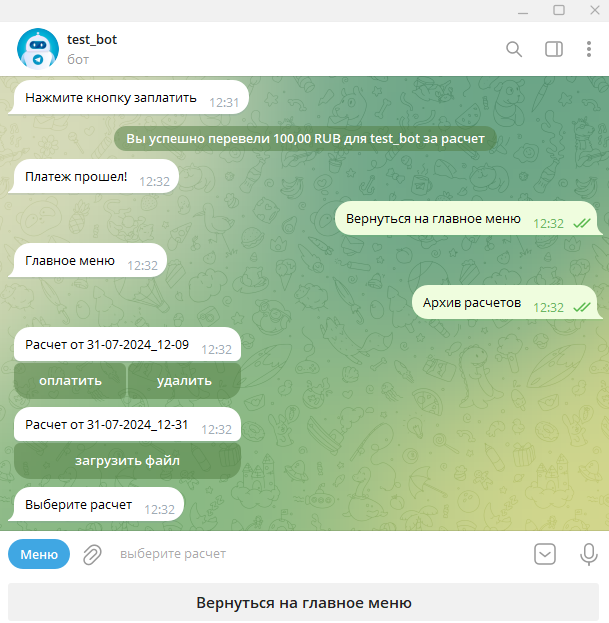 test_bot
бот
Нажмите кнопку заплатить 12:31
Вы успешно перевели 100,00 RUB для test_bot за расчет
Платеж прошел! 12:32
Вернуться на главное меню 12:32
Главное меню 12:32
Архив расчетов 12:32
Расчет от 31-07-2024_12-09 12:32
оплатить удалить
Расчет от 31-07-2024_12-31 12:32
загрузить файл
Выберите расчет 12:32
Меню выберите расчет
Вернуться на главное меню